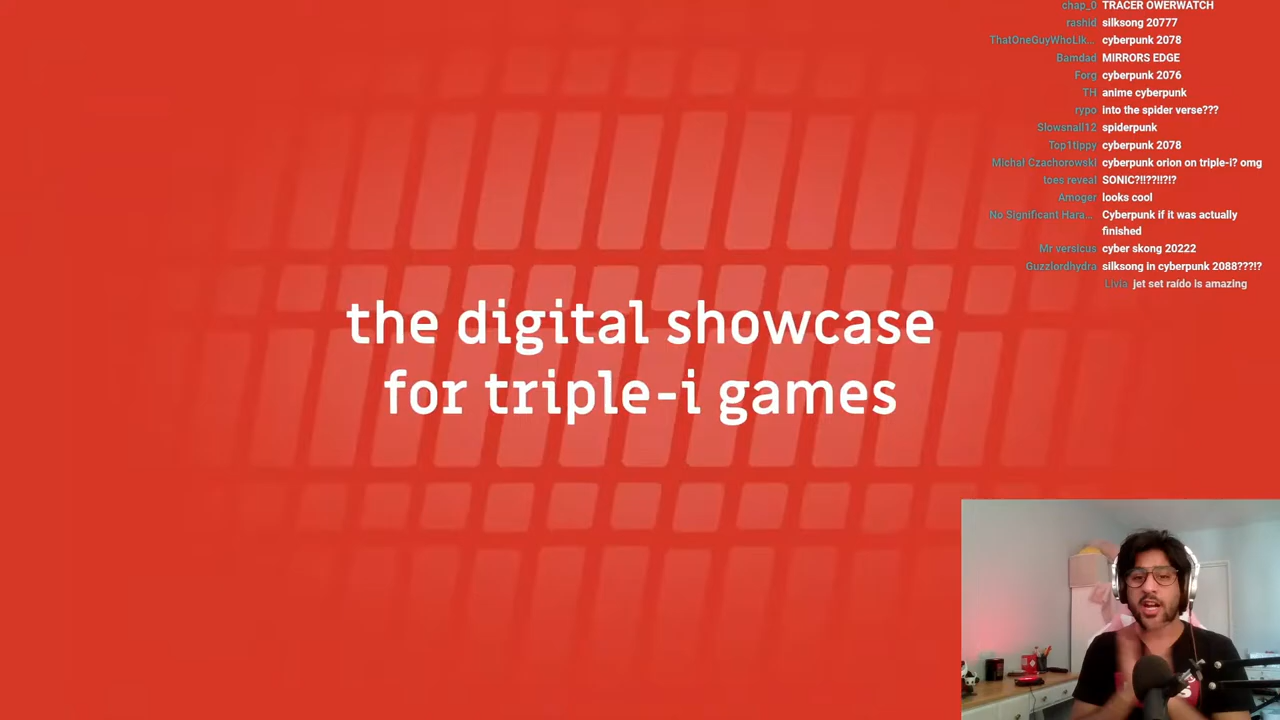 chap_0 TRACER OWERWATCH
rashid silksong 20777
ThatOneGuyWhoLik... cyberpunk 2078
Bamdad MIRRORS EDGE
Forg cyberpunk 2076
TH anime cyberpunk
rypo into the spider verse???
Slowsnail12 spiderpunk
Top1tippy cyberpunk 2078
Michał Czachorowski cyberpunk orion on triple-i? omg
toes reveal SONIC?!!??!!?!?
Amoger looks cool
No Significant Hara... Cyberpunk if it was actually
finished
Mr versicus cyber skong 20222
Guzzlordhydra silksong in cyberpunk 2088???!?
Livia jet set raído is amazing
the digital showcase
for triple-i games